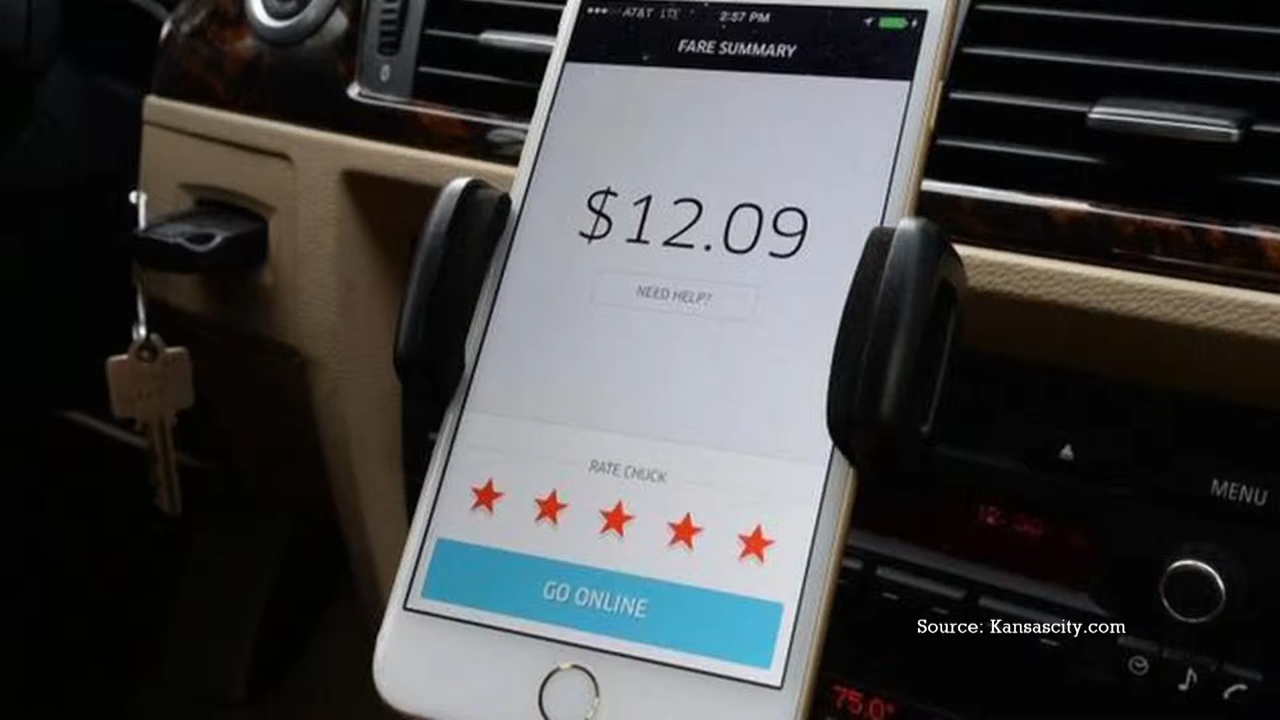 AT&T LTE 2:57 PM
FARE SUMMARY
$12.09
NEED HELP?
RATE CHUCK
GO ONLINE
MENU
Source: Kansascity.com
75.0°
0